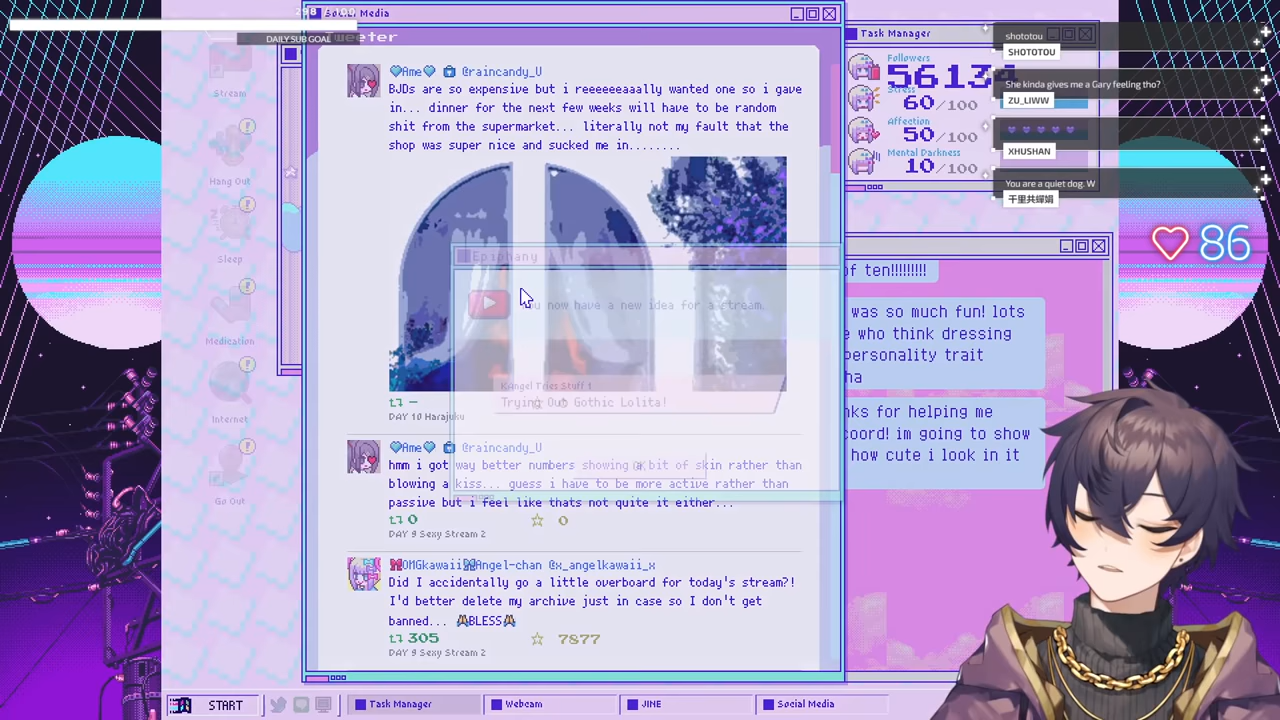 Social Media
Tweeter
DAILY SUB GOAL
Ame @raincandy_U
BJDs are so expensive but i reeeeeaaally wanted one so i gave
in... dinner for the next few weeks will have to be random
shit from the supermarket... literally not my fault that the
shop was super nice and sucked me in........
DAY 10 Harajuku
Epiphany
You now have a new idea for a stream.
KAngel Tries Stuff 1
Trying Out Gothic Lolita!
OK
Ame @raincandy_U
hmm i got way better numbers showing a bit of skin rather than
blowing a kiss... guess i have to be more active rather than
passive but i feel like thats not quite it either...
0 0
DAY 9 Sexy Stream 2
OMGkawaiiAngel-chan @x_angelkawaii_x
Did I accidentally go a little overboard for today's stream?!
I'd better delete my archive just in case so I don't get
banned... BLESS
305 7877
DAY 9 Sexy Stream 2
Stream
Hang Out
Sleep
Medication
Internet
Go Out
Task Manager
Followers
56134
Stress
60/100
Affection
50/100
Mental Darkness
10/100
shototou
SHOTOTOU
She kinda gives me a Gary feeling tho?
ZU_LIWW
XHUSHAN
You are a quiet dog. W
千里共嬋娟
86
of ten!!!!!!!!
was so much fun! lots
who think dressing
personality trait
ha
nks for helping me
coord! im going to show
how cute i look in it
START
Task Manager
Webcam
JINE
Social Media